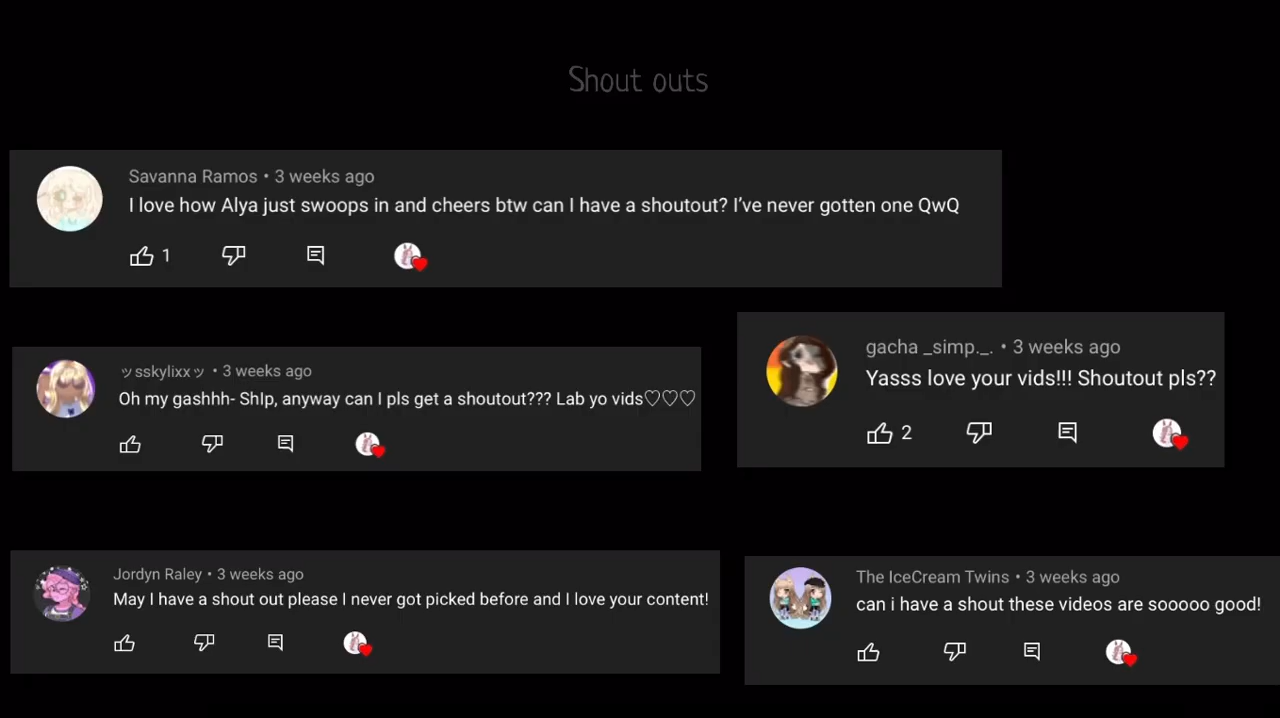 Shout outs
Savanna Ramos • 3 weeks ago
I love how Alya just swoops in and cheers btw can I have a shoutout? I’ve never gotten one QwQ
1
ッsskylixxッ • 3 weeks ago
Oh my gashhh- ShIp, anyway can I pls get a shoutout??? Lab yo vids♡♡♡
gacha _simp._. • 3 weeks ago
Yasss love your vids!!! Shoutout pls??
2
Jordyn Raley • 3 weeks ago
May I have a shout out please I never got picked before and I love your content!
The IceCream Twins • 3 weeks ago
can i have a shout these videos are sooooo good!